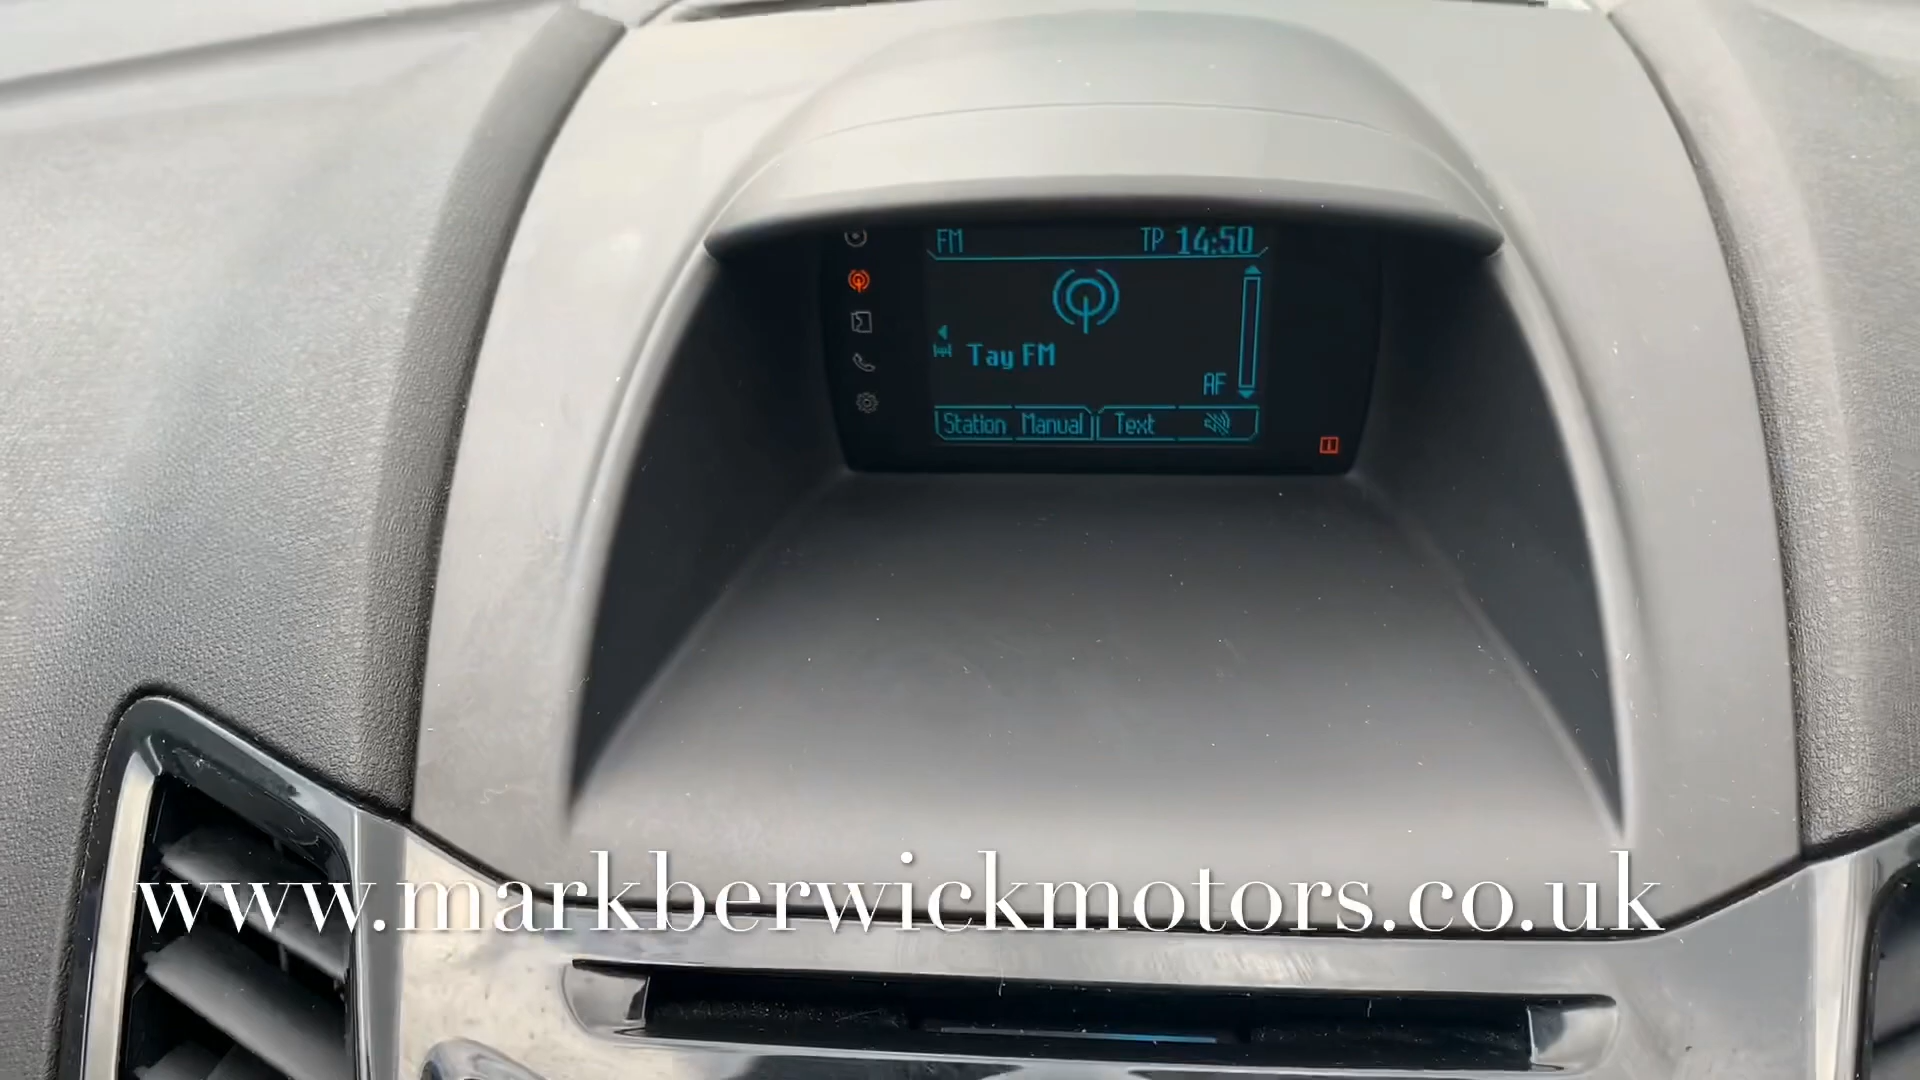 FM TP 14:50
Tay FM
AF
Station Manual Text
www.markberwickmotors.co.uk